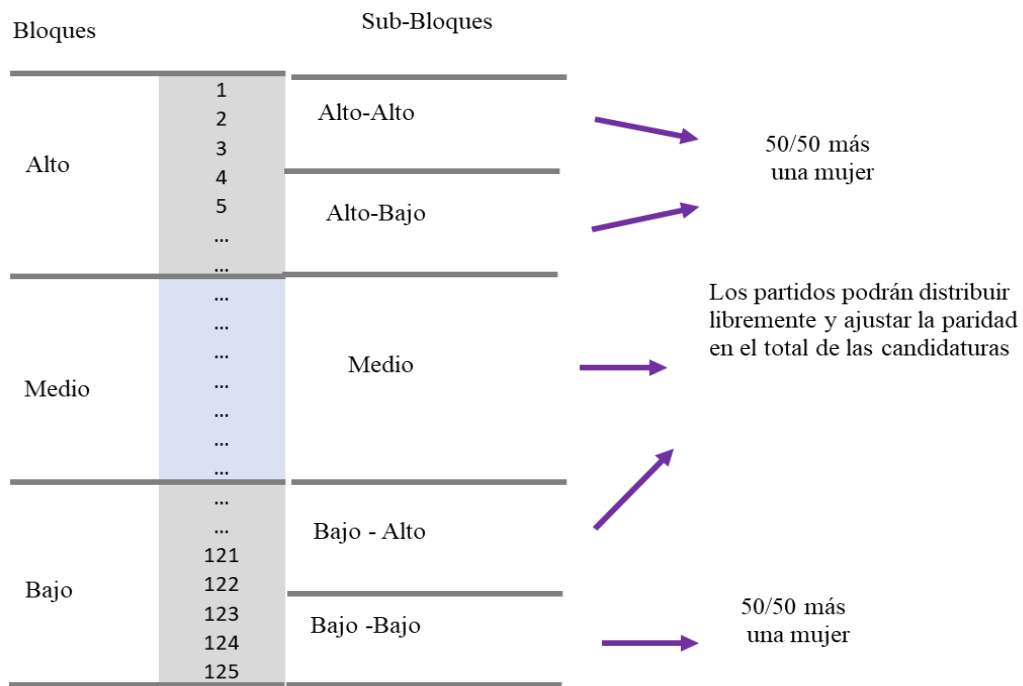 Bloques
Sub-Bloques
Alto
1
2
3
4
5
...
...
Alto-Alto
Alto-Bajo
50/50 más
una mujer
Medio
...
...
...
...
...
...
...
Medio
Los partidos podrán distribuir
libremente y ajustar la paridad
en el total de las candidaturas
Bajo
...
...
121
122
123
124
125
Bajo - Alto
Bajo -Bajo
50/50 más
una mujer